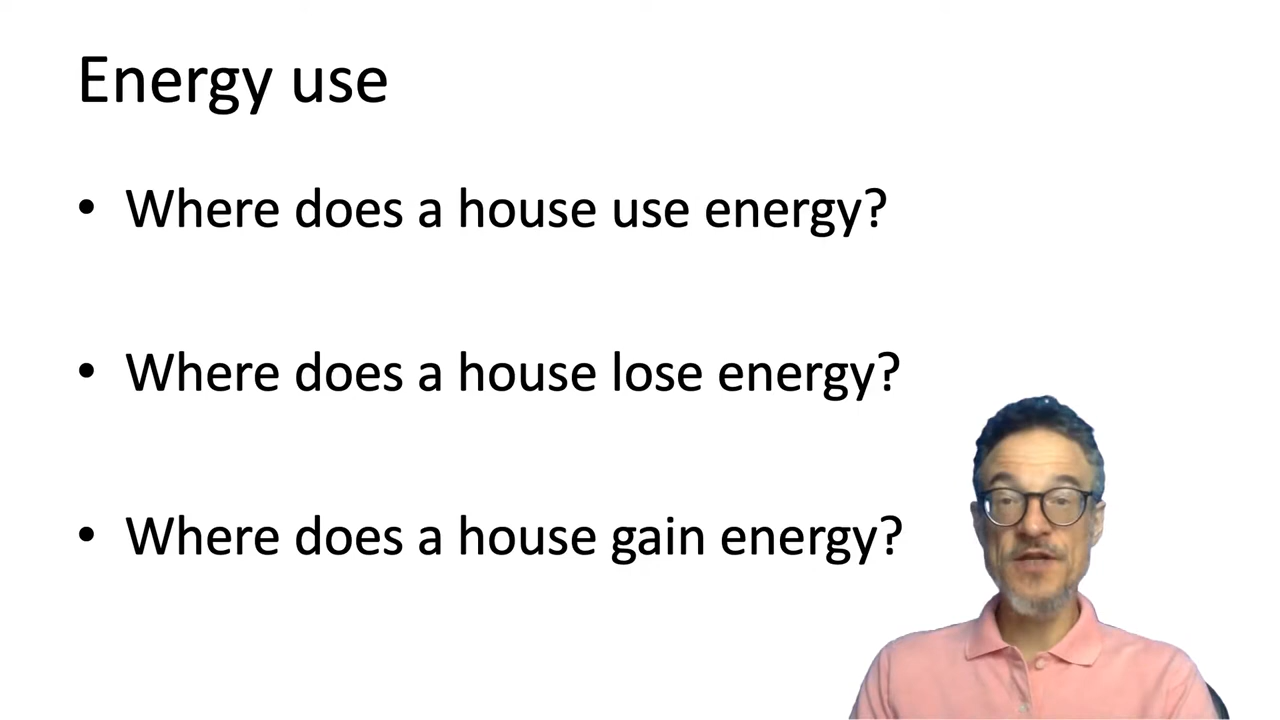 Energy use
• Where does a house use energy?
• Where does a house lose energy?
• Where does a house gain energy?